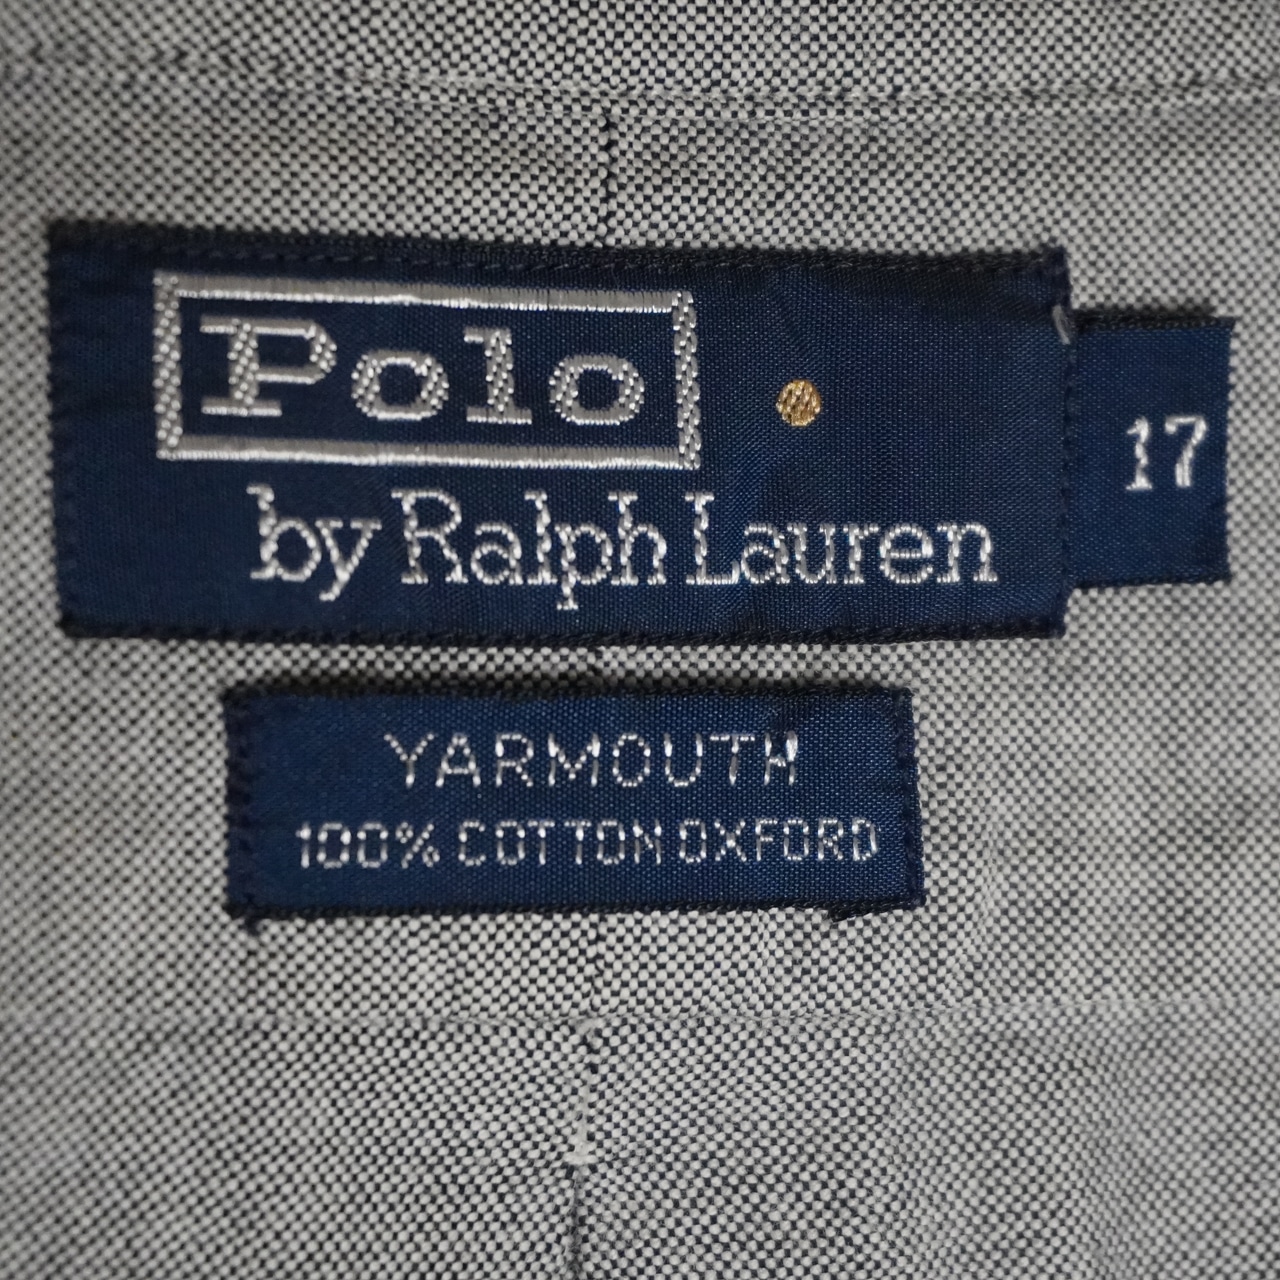 Polo
by Ralph Lauren
17
YARMOUTH
100% COTTON OXFORD